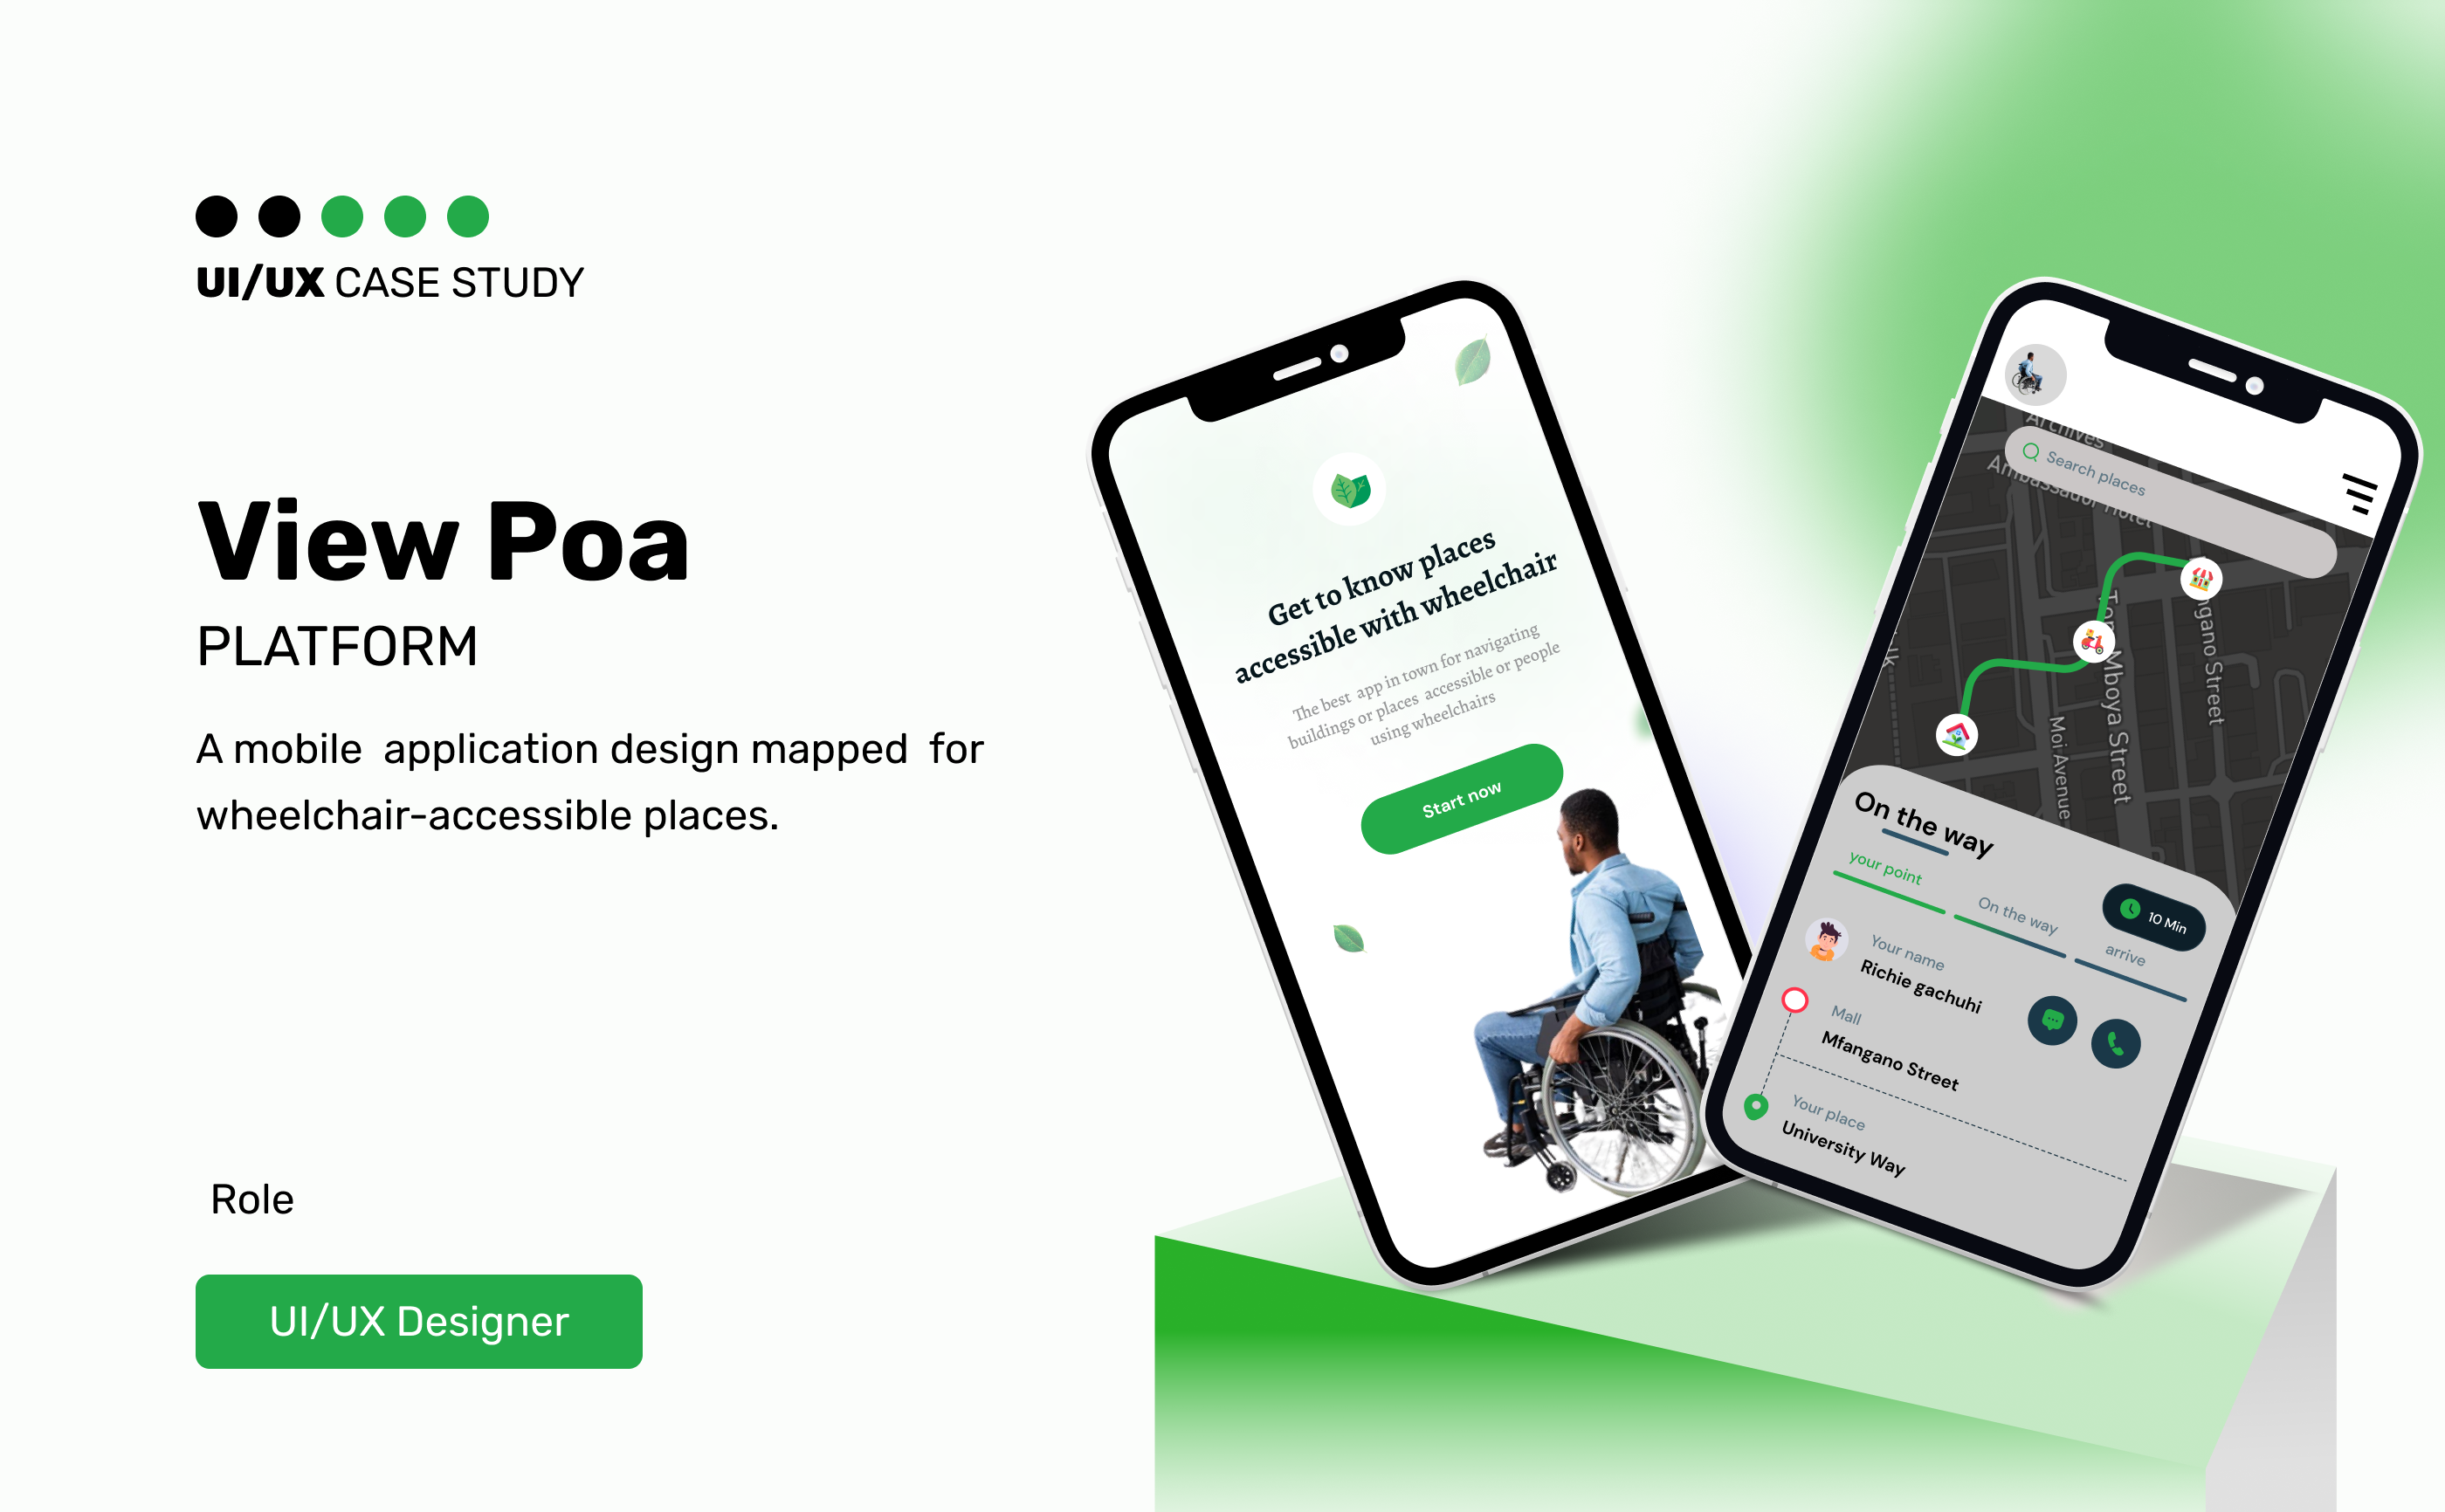 UI/UX CASE STUDY
View Poa
PLATFORM
A mobile application design mapped for
wheelchair-accessible places.
Role
UI/UX Designer
Get to know places
accessible with wheelchair
The best app in town for navigating
buildings or places accessible or people
using wheelchairs
Start now
Archives
Search places
Ambassador Hotel
Tom Mboya Street
Moi Avenue
ngano Street
On the way
10 Min
your point
On the way
arrive
Your name
Richie gachuhi
Mall
Mfangano Street
Your place
University Way